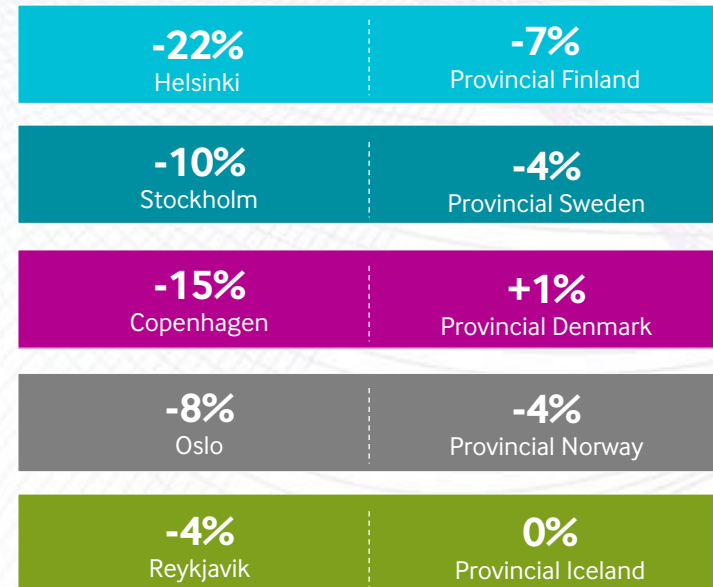 -22%
Helsinki
-7%
Provincial Finland
-10%
Stockholm
-4%
Provincial Sweden
-15%
Copenhagen
+1%
Provincial Denmark
-8%
Oslo
-4%
Provincial Norway
-4%
Reykjavik
0%
Provincial Iceland